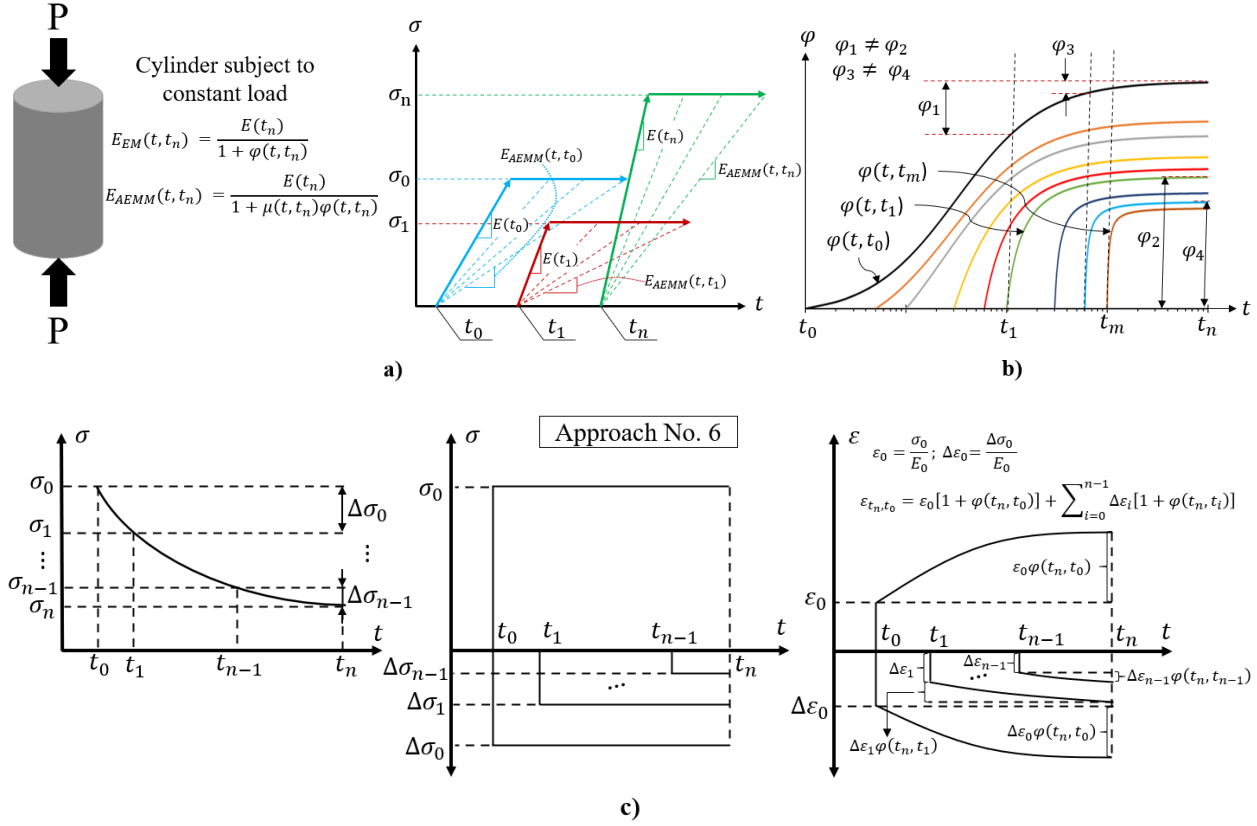 P
Cylinder subject to
constant load
E_EM(t, t_n) = E(t_n) / 1 + φ(t, t_n)
E_AEMM(t, t_n) = E(t_n) / 1 + μ(t, t_n)φ(t, t_n)
P
σ
σ_n
σ_0
σ_1
E_AEMM(t, t_0)
E(t_n)
E_AEMM(t, t_n)
E(t_0)
E(t_1)
E_AEMM(t, t_1)
t
t_0
t_1
t_n
a)
φ
φ_1 ≠ φ_2
φ_3 ≠ φ_4
φ_3
φ_1
φ(t, t_m)
φ(t, t_1)
φ(t, t_0)
φ_2
φ_4
t
t_0
t_1
t_m
t_n
b)
Approach No. 6
σ
σ_0
σ_1
⋮
σ_{n−1}
σ_n
Δσ_0
⋮
Δσ_{n−1}
t
t_0
t_1
t_{n−1}
t_n
σ
σ_0
t_0
t_1
t_{n−1}
t
t_n
Δσ_{n−1}
...
Δσ_1
Δσ_0
ε
ε_0 = σ_0 / E_0 ; Δε_0 = Δσ_0 / E_0
ε_{t_n,t_0} = ε_0[1 + φ(t_n, t_0)] + ∑_{i=0}^{n−1} Δε_i[1 + φ(t_n, t_i)]
ε_0φ(t_n, t_0)
ε_0
t_0
t_1
t_{n−1}
t_n
t
Δε_1
Δε_{n−1}
...
Δε_{n−1}φ(t_n, t_{n−1})
Δε_0
Δε_1φ(t_n, t_1)
Δε_0φ(t_n, t_0)
c)